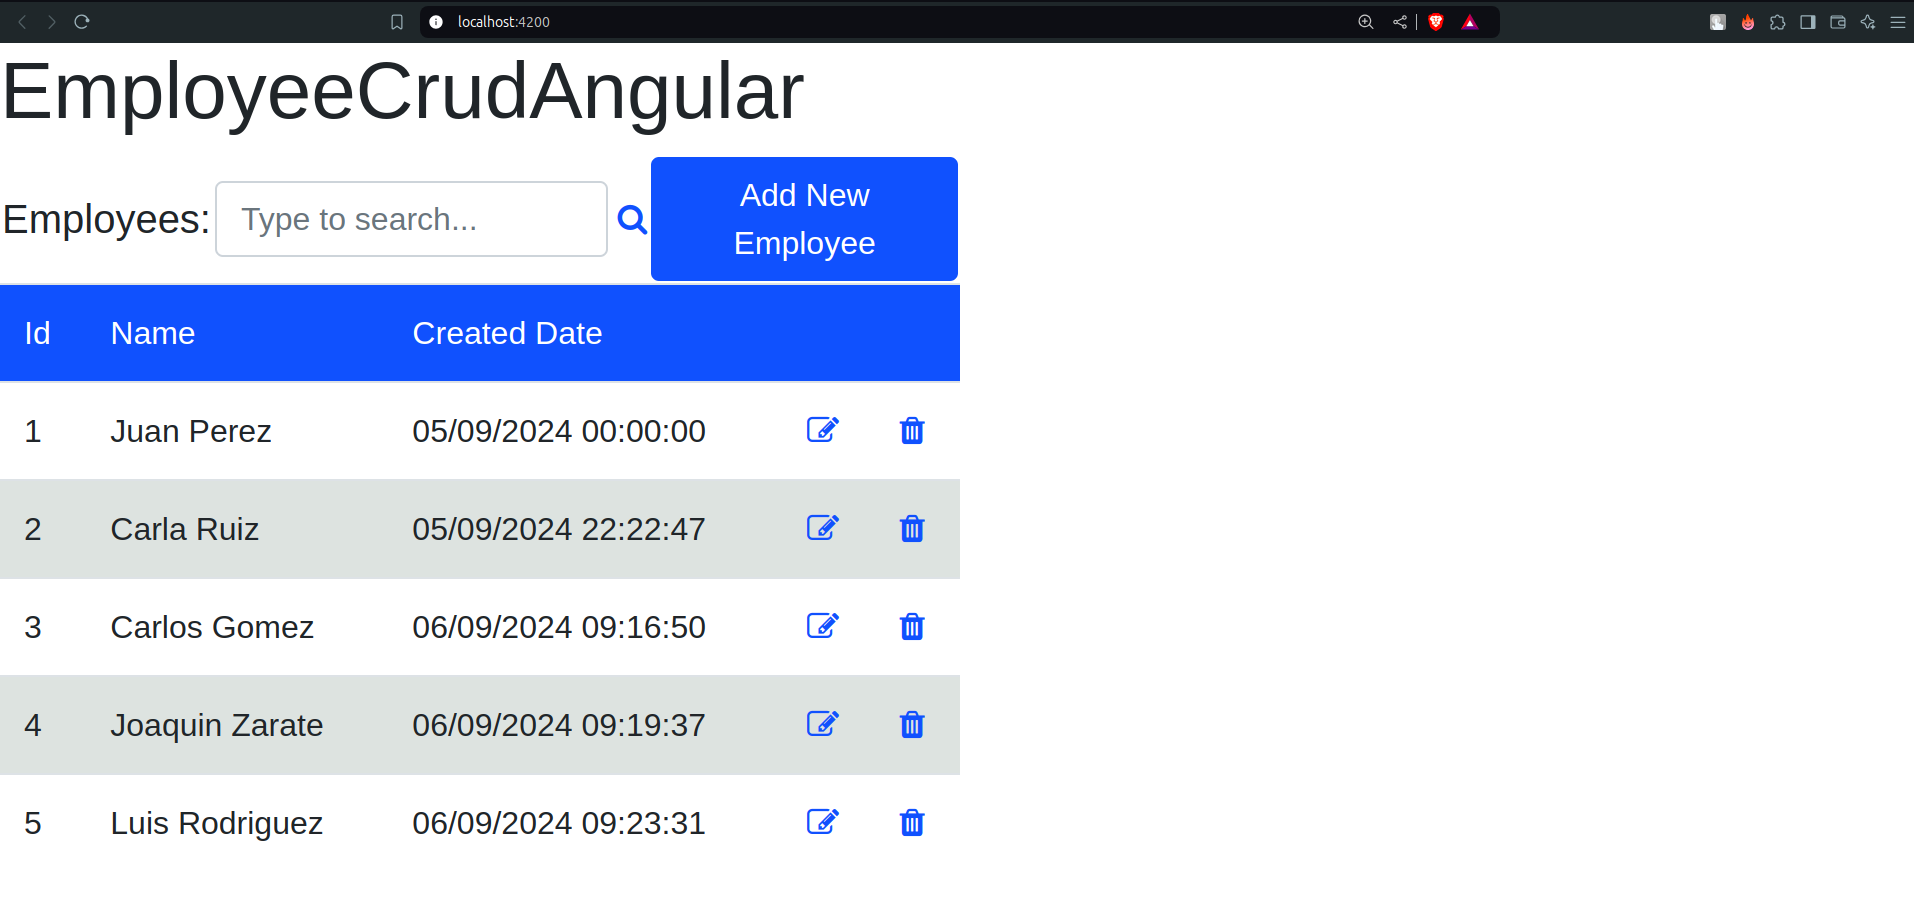 localhost:4200
EmployeeCrudAngular
Employees: Type to search... Add New
Employee
Id Name Created Date
1 Juan Perez 05/09/2024 00:00:00
2 Carla Ruiz 05/09/2024 22:22:47
3 Carlos Gomez 06/09/2024 09:16:50
4 Joaquin Zarate 06/09/2024 09:19:37
5 Luis Rodriguez 06/09/2024 09:23:31